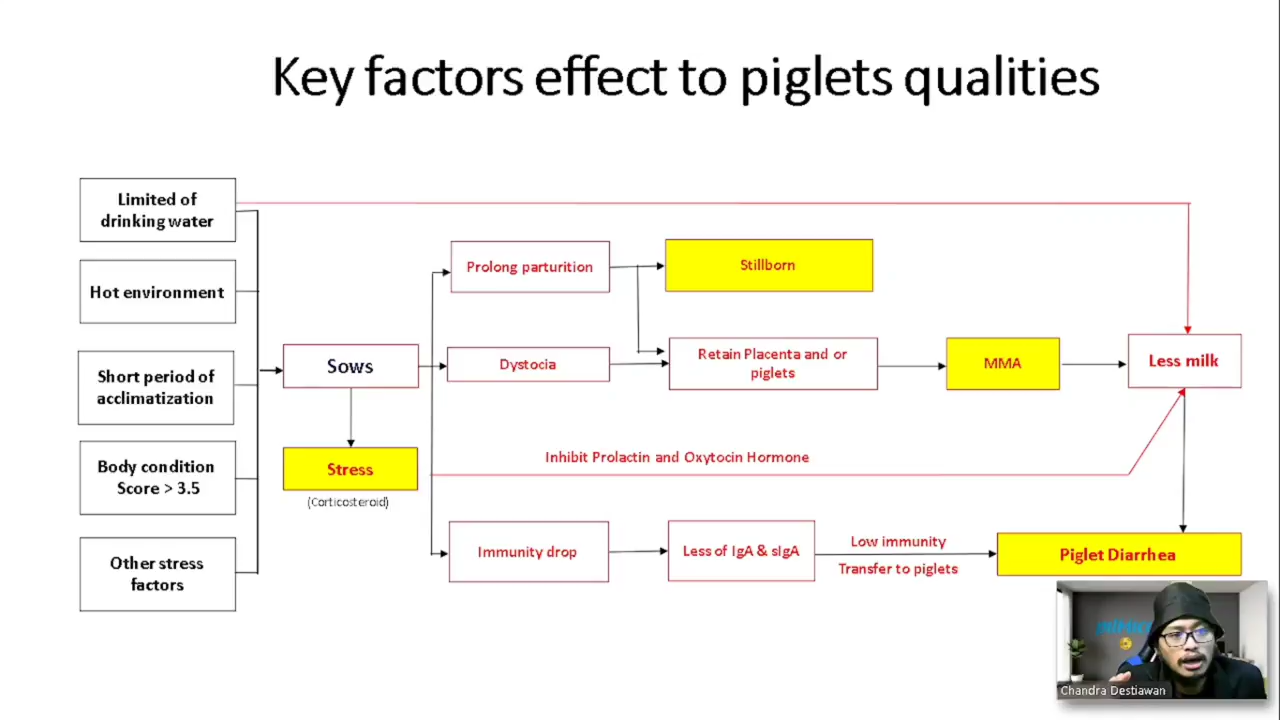 Key factors effect to piglets qualities
Limited of
drinking water
Hot environment
Short period of
acclimatization
Body condition
Score > 3.5
Other stress
factors
Sows
Stress
(Corticosteroid)
Prolong parturition
Stillborn
Dystocia
Retain Placenta and or
piglets
MMA
Less milk
Inhibit Prolactin and Oxytocin Hormone
Immunity drop
Less of IgA & sIgA
Low immunity
Transfer to piglets
Piglet Diarrhea
Chandra Destiawan